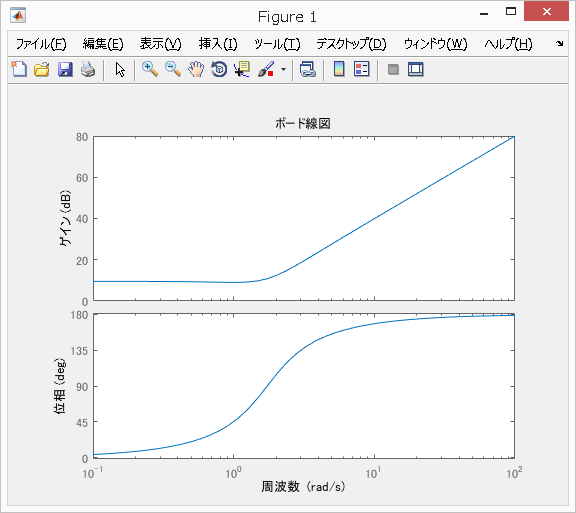 Figure 1
ファイル(F) 編集(E) 表示(V) 挿入(I) ツール(T) デスクトップ(D) ウィンドウ(W) ヘルプ(H)
ボード線図
80
60
40
20
0
ゲイン (dB)
180
135
90
45
0
位相 (deg)
10⁻¹ 10⁰ 10¹ 10²
周波数 (rad/s)